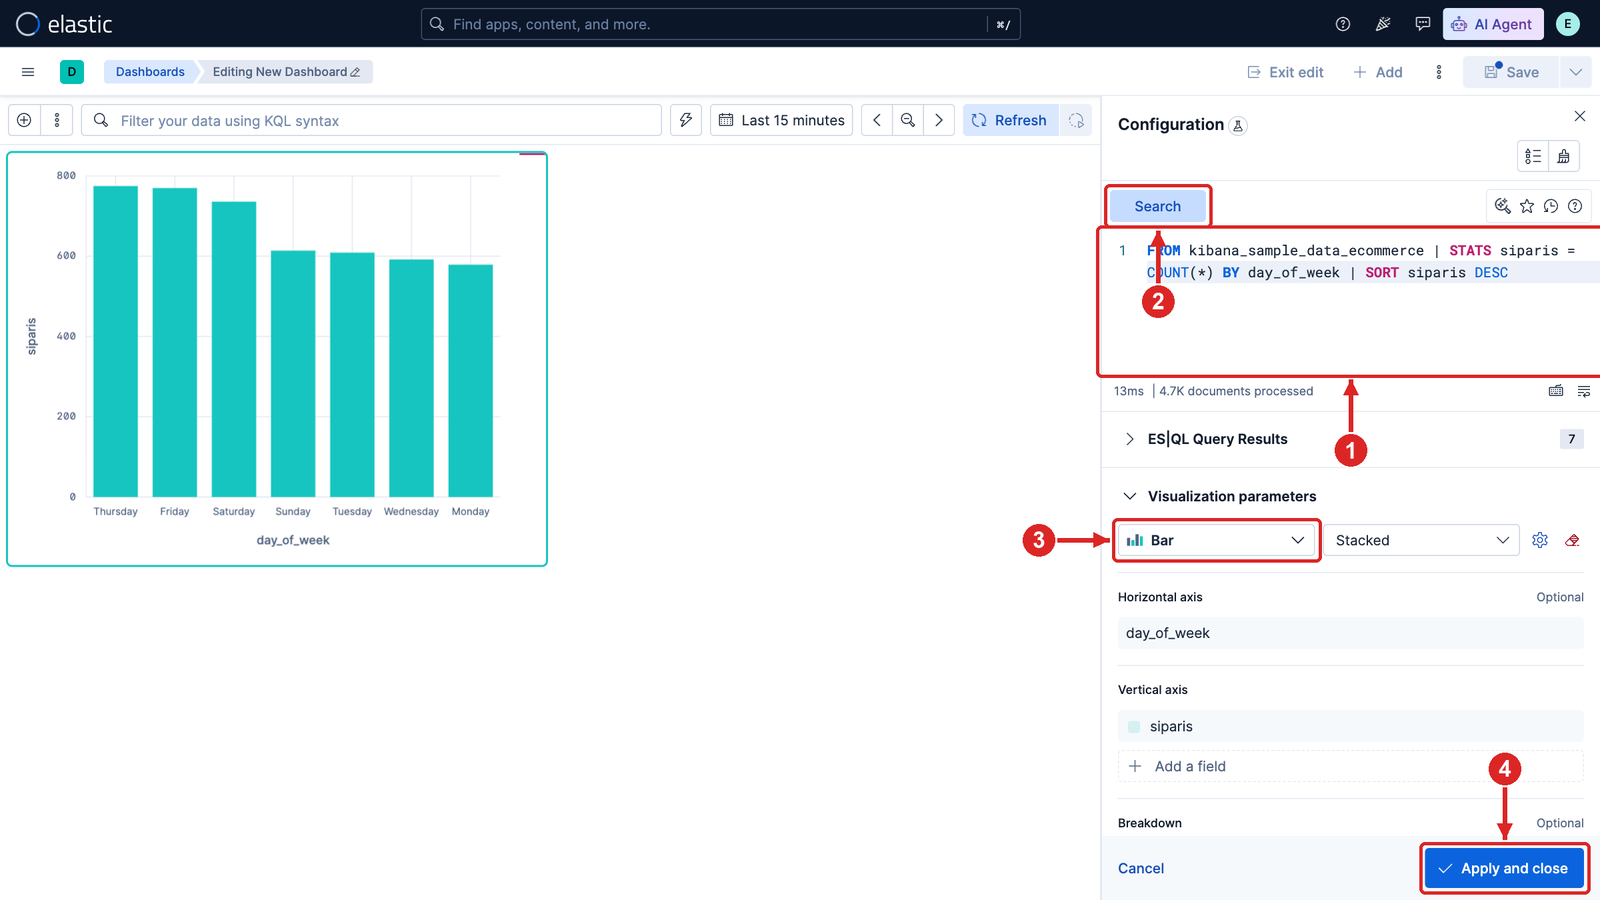 elastic
Find apps, content, and more.
⌘/
AI Agent
E
D
Dashboards
Editing New Dashboard
Exit edit
Add
Save
Filter your data using KQL syntax
Last 15 minutes
Refresh
Configuration
Search
1 FROM kibana_sample_data_ecommerce | STATS siparis =
COUNT(*) BY day_of_week | SORT siparis DESC
2
13ms | 4.7K documents processed
1
ES|QL Query Results
7
Visualization parameters
3
Bar
Stacked
Horizontal axis
Optional
day_of_week
Vertical axis
siparis
Add a field
4
Breakdown
Optional
Cancel
Apply and close
800
600
400
200
0
siparis
Thursday
Friday
Saturday
Sunday
Tuesday
Wednesday
Monday
day_of_week